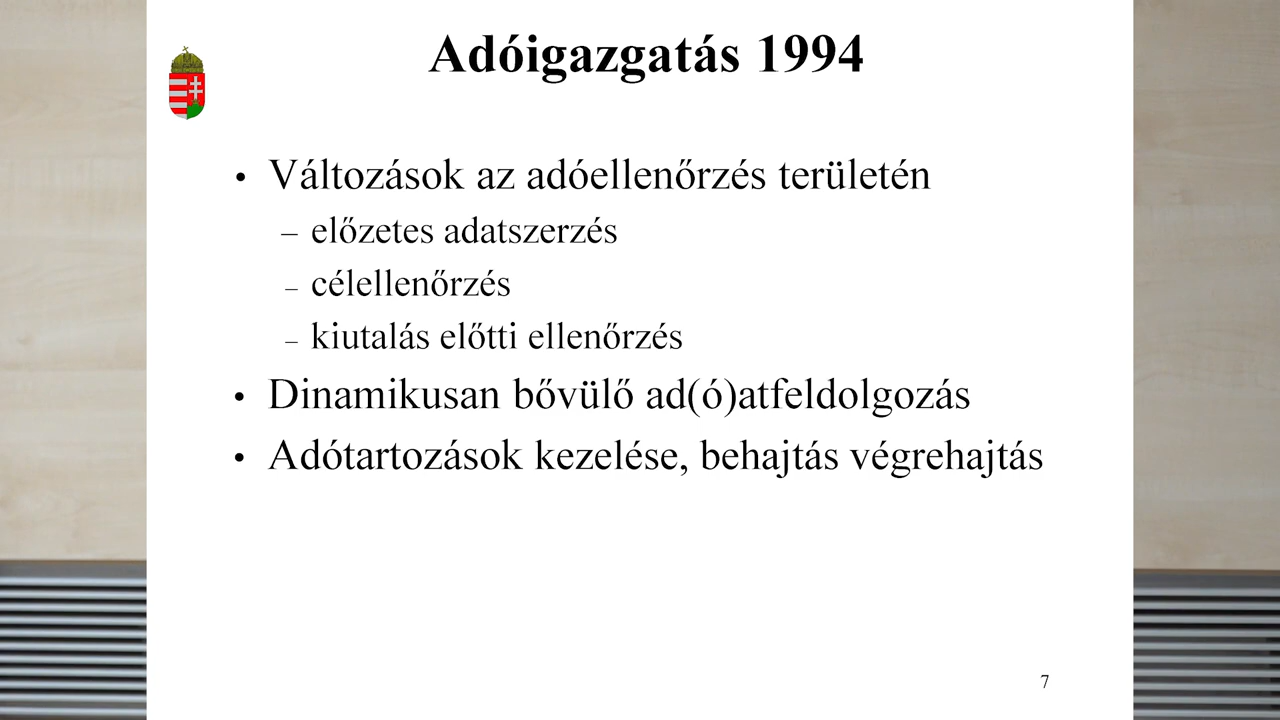 Adóigazgatás 1994
• Változások az adóellenőrzés területén
– előzetes adatszerzés
– célellenőrzés
– kiutalás előtti ellenőrzés
• Dinamikusan bővülő ad(ó)atfeldolgozás
• Adótartozások kezelése, behajtás végrehajtás
7